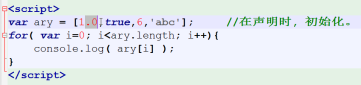 <script>
var ary = [1.0,true,6,'abc'];     //在声明时，初始化。
for( var i=0; i<ary.length; i++){
    console.log( ary[i] );
}
</script>